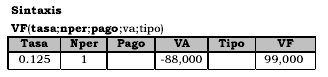 Sintaxis
VF(tasa;nper;pago;va;tipo)
Tasa Nper Pago VA Tipo VF
0.125 1 -88,000 99,000